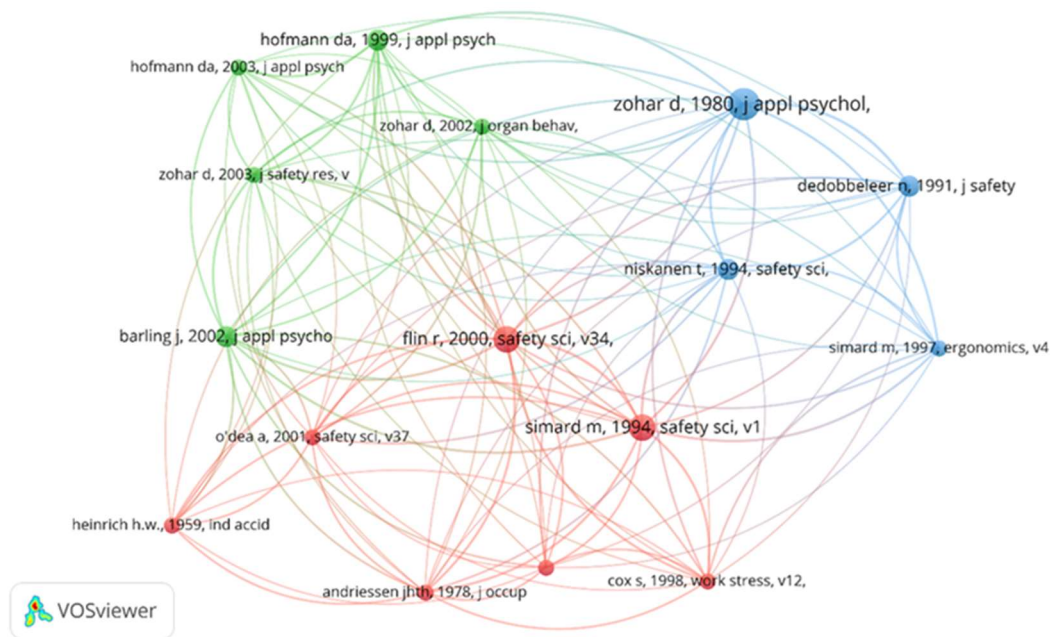 hofmann da, 1999, j appl psych
hofmann da, 2003, j appl psych
zohar d, 1980, j appl psychol,
zohar d, 2002, j organ behav,
zohar d, 2003, j safety res, v
dedobbeleer n, 1991, j safety
niskanen t, 1994, safety sci,
barling j, 2002, j appl psycho
flin r, 2000, safety sci, v34,
simard m, 1997, ergonomics, v4
simard m, 1994, safety sci, v1
o'dea a, 2001, safety sci, v37
heinrich h.w., 1959, ind accid
cox s, 1998, work stress, v12,
andriessen jhth, 1978, j occup
VOSviewer